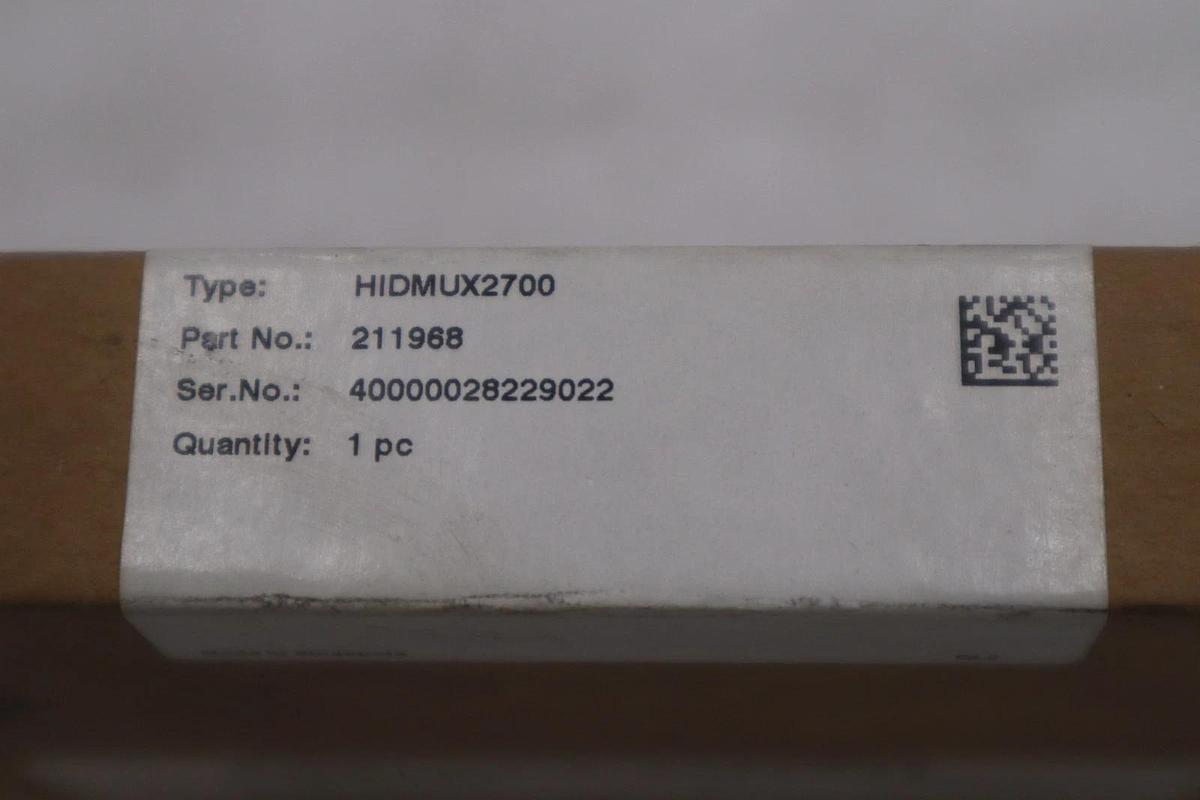 Type: HIDMUX2700
Part No.: 211968
Ser.No.: 40000028229022
Quantity: 1 pc